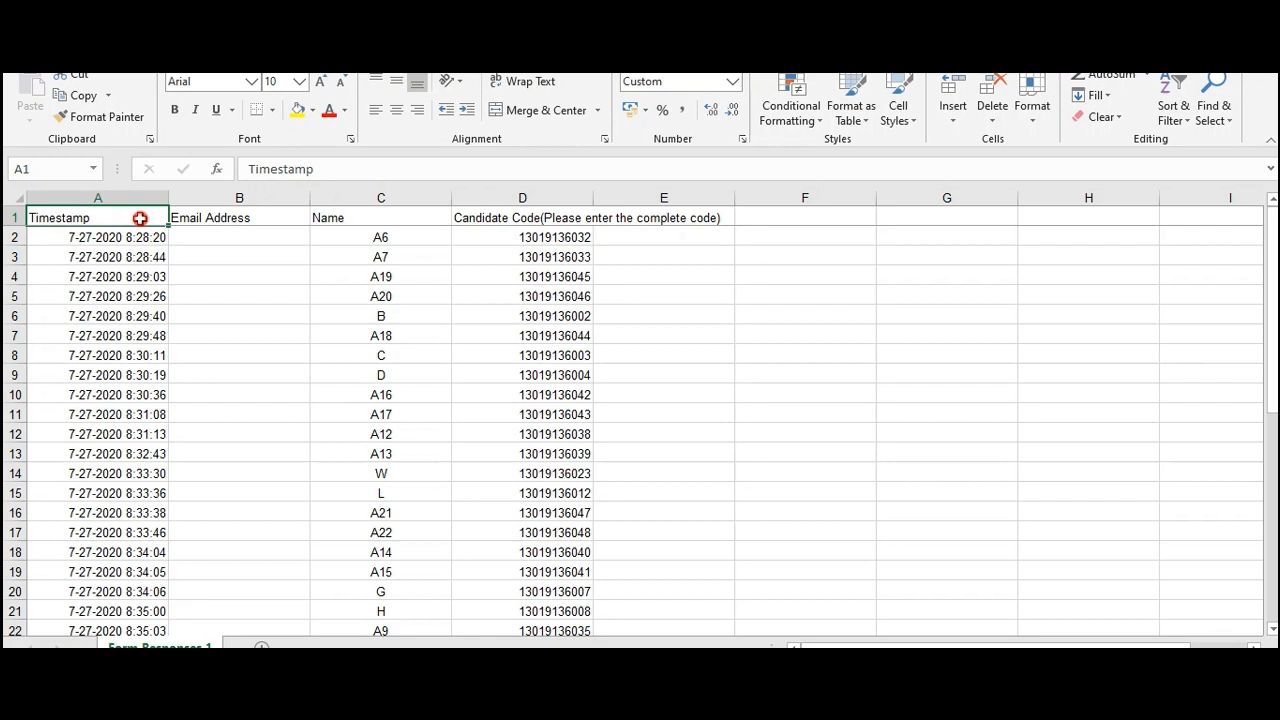 Cut
Paste
Copy
Format Painter
Clipboard
Arial 10
B I U
Font
Wrap Text
Merge & Center
Alignment
Custom
% ,
Number
Conditional Formatting
Format as Table
Cell Styles
Styles
Insert
Delete
Format
Cells
AutoSum
Fill
Clear
Sort & Filter
Find & Select
Editing
A1 fx Timestamp
A B C D E F G H I
1 Timestamp Email Address Name Candidate Code(Please enter the complete code)
2 7-27-2020 8:28:20 A6 13019136032
3 7-27-2020 8:28:44 A7 13019136033
4 7-27-2020 8:29:03 A19 13019136045
5 7-27-2020 8:29:26 A20 13019136046
6 7-27-2020 8:29:40 B 13019136002
7 7-27-2020 8:29:48 A18 13019136044
8 7-27-2020 8:30:11 C 13019136003
9 7-27-2020 8:30:19 D 13019136004
10 7-27-2020 8:30:36 A16 13019136042
11 7-27-2020 8:31:08 A17 13019136043
12 7-27-2020 8:31:13 A12 13019136038
13 7-27-2020 8:32:43 A13 13019136039
14 7-27-2020 8:33:30 W 13019136023
15 7-27-2020 8:33:36 L 13019136012
16 7-27-2020 8:33:38 A21 13019136047
17 7-27-2020 8:33:46 A22 13019136048
18 7-27-2020 8:34:04 A14 13019136040
19 7-27-2020 8:34:05 A15 13019136041
20 7-27-2020 8:34:06 G 13019136007
21 7-27-2020 8:35:00 H 13019136008
22 7-27-2020 8:35:03 A9 13019136035
Form Responses 1